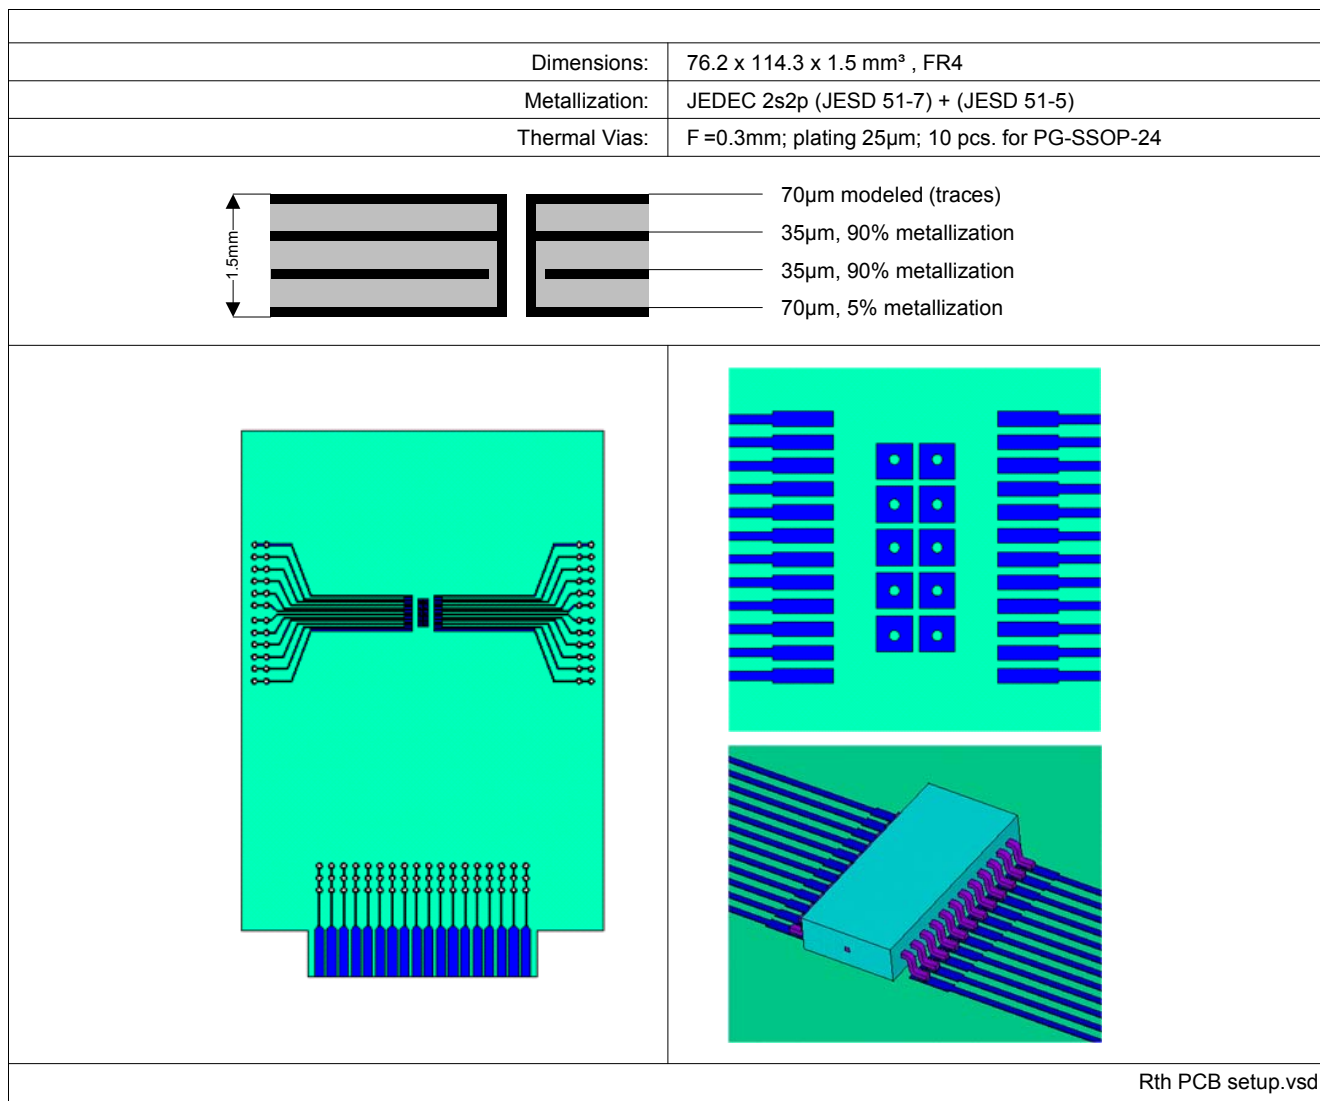 Dimensions: 76.2 x 114.3 x 1.5 mm³ , FR4
Metallization: JEDEC 2s2p (JESD 51-7) + (JESD 51-5)
Thermal Vias: F =0.3mm; plating 25µm; 10 pcs. for PG-SSOP-24
1.5mm
70µm modeled (traces)
35µm, 90% metallization
35µm, 90% metallization
70µm, 5% metallization
Rth PCB setup.vsd